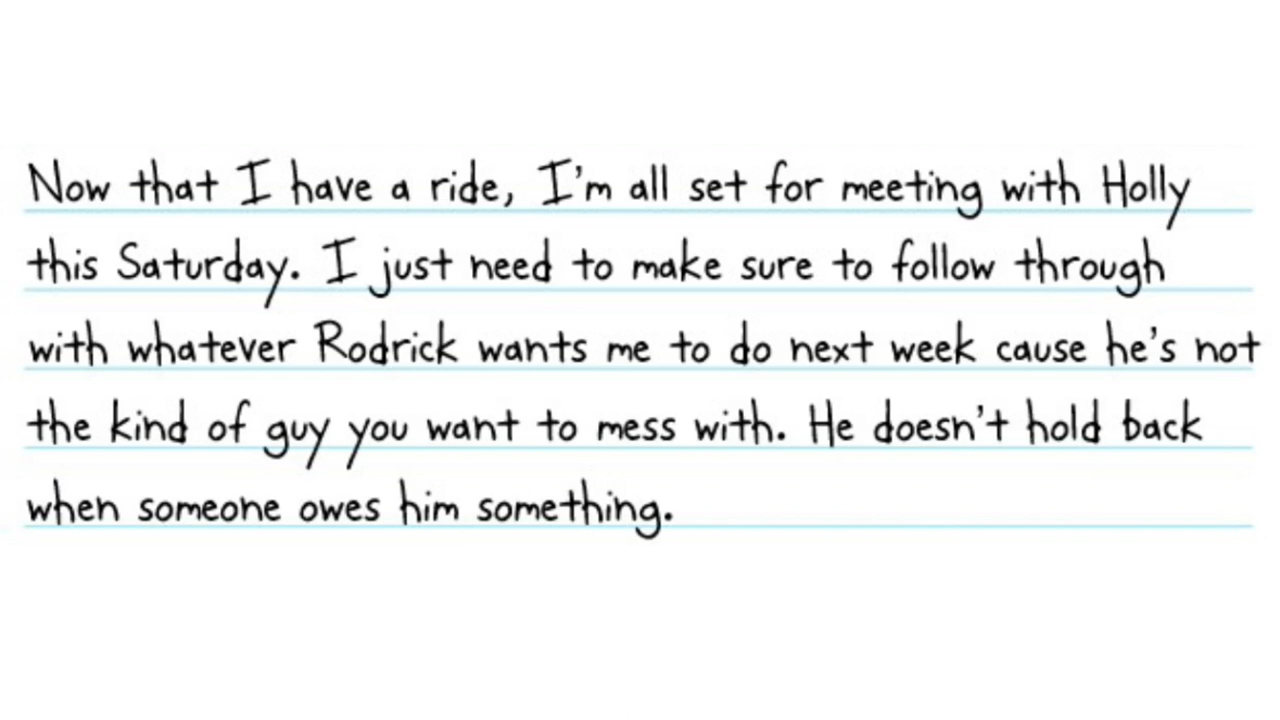 Now that I have a ride, I'm all set for meeting with Holly
this Saturday. I just need to make sure to follow through
with whatever Rodrick wants me to do next week cause he's not
the kind of guy you want to mess with. He doesn't hold back
when someone owes him something.